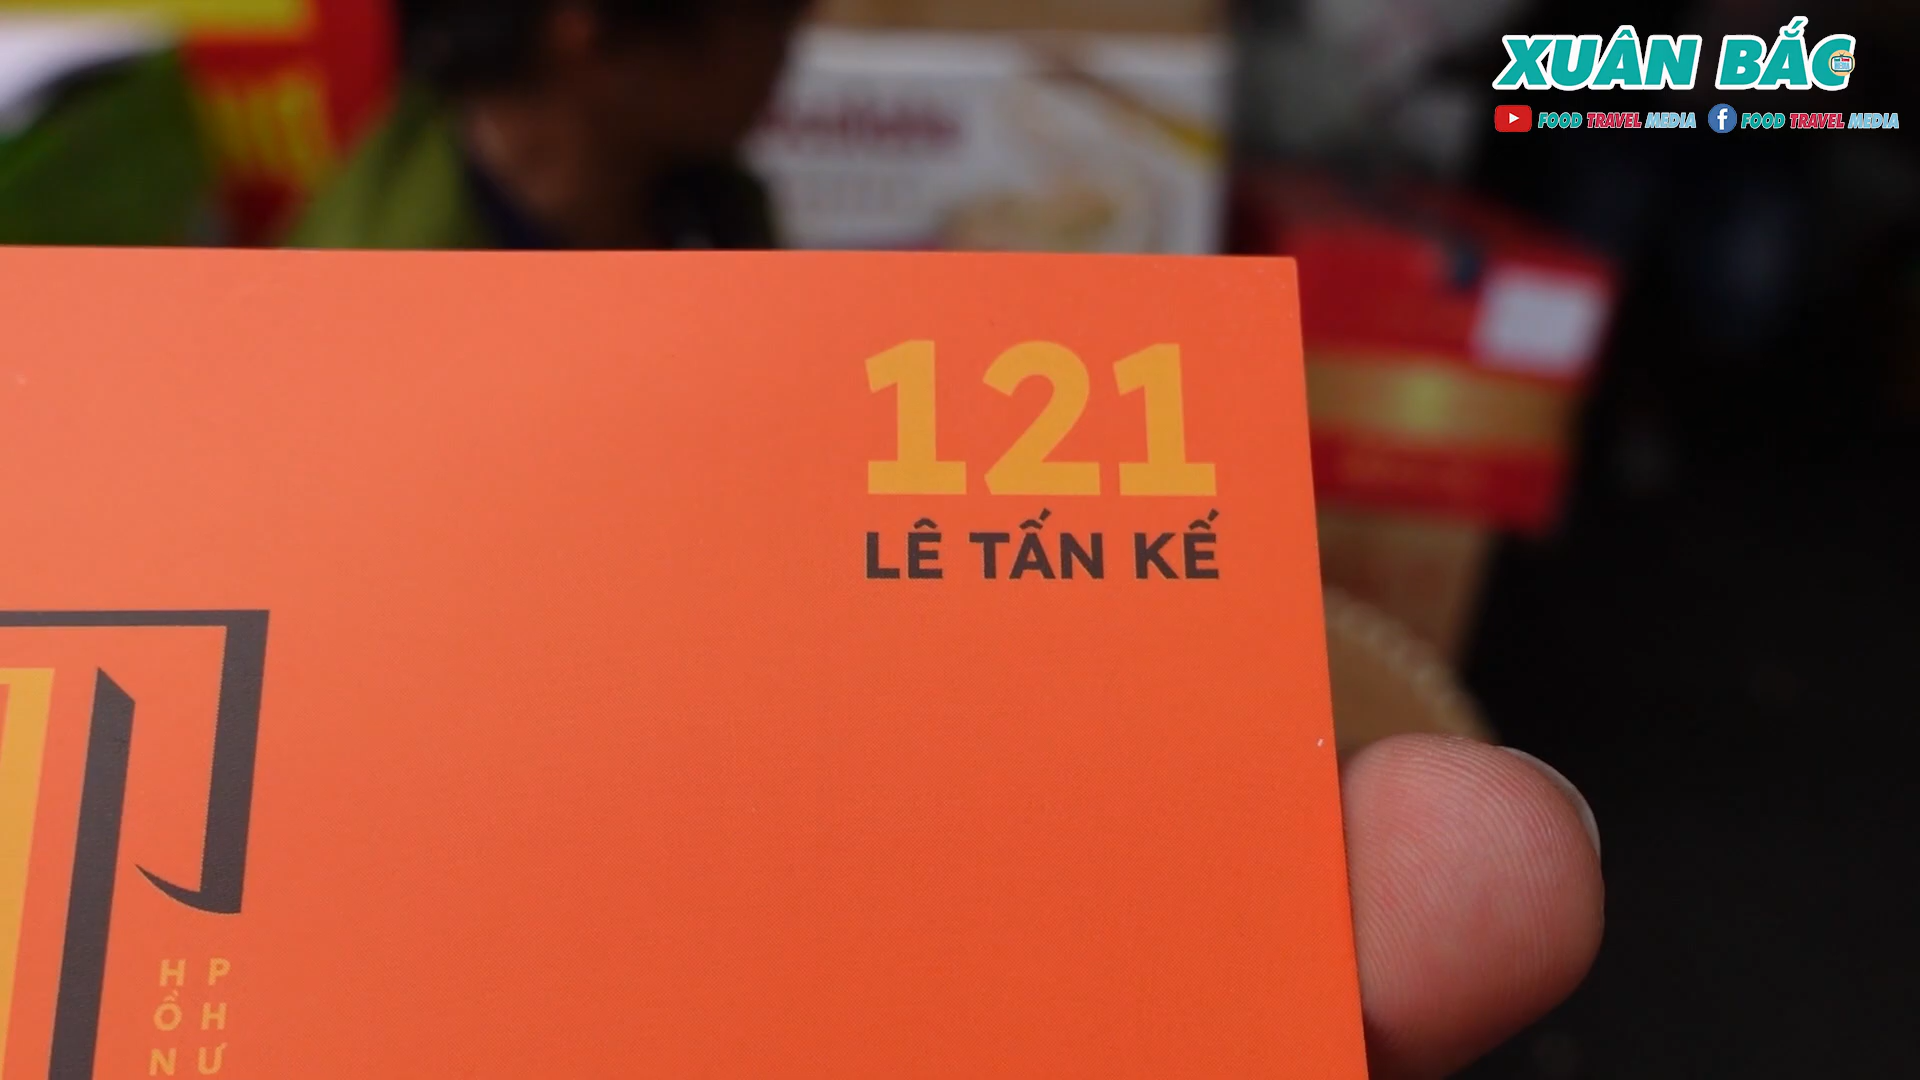 XUÂN BẮC
FOOD TRAVEL MEDIA FOOD TRAVEL MEDIA
121
LÊ TẤN KẾ
H P
Ồ H
N Ư